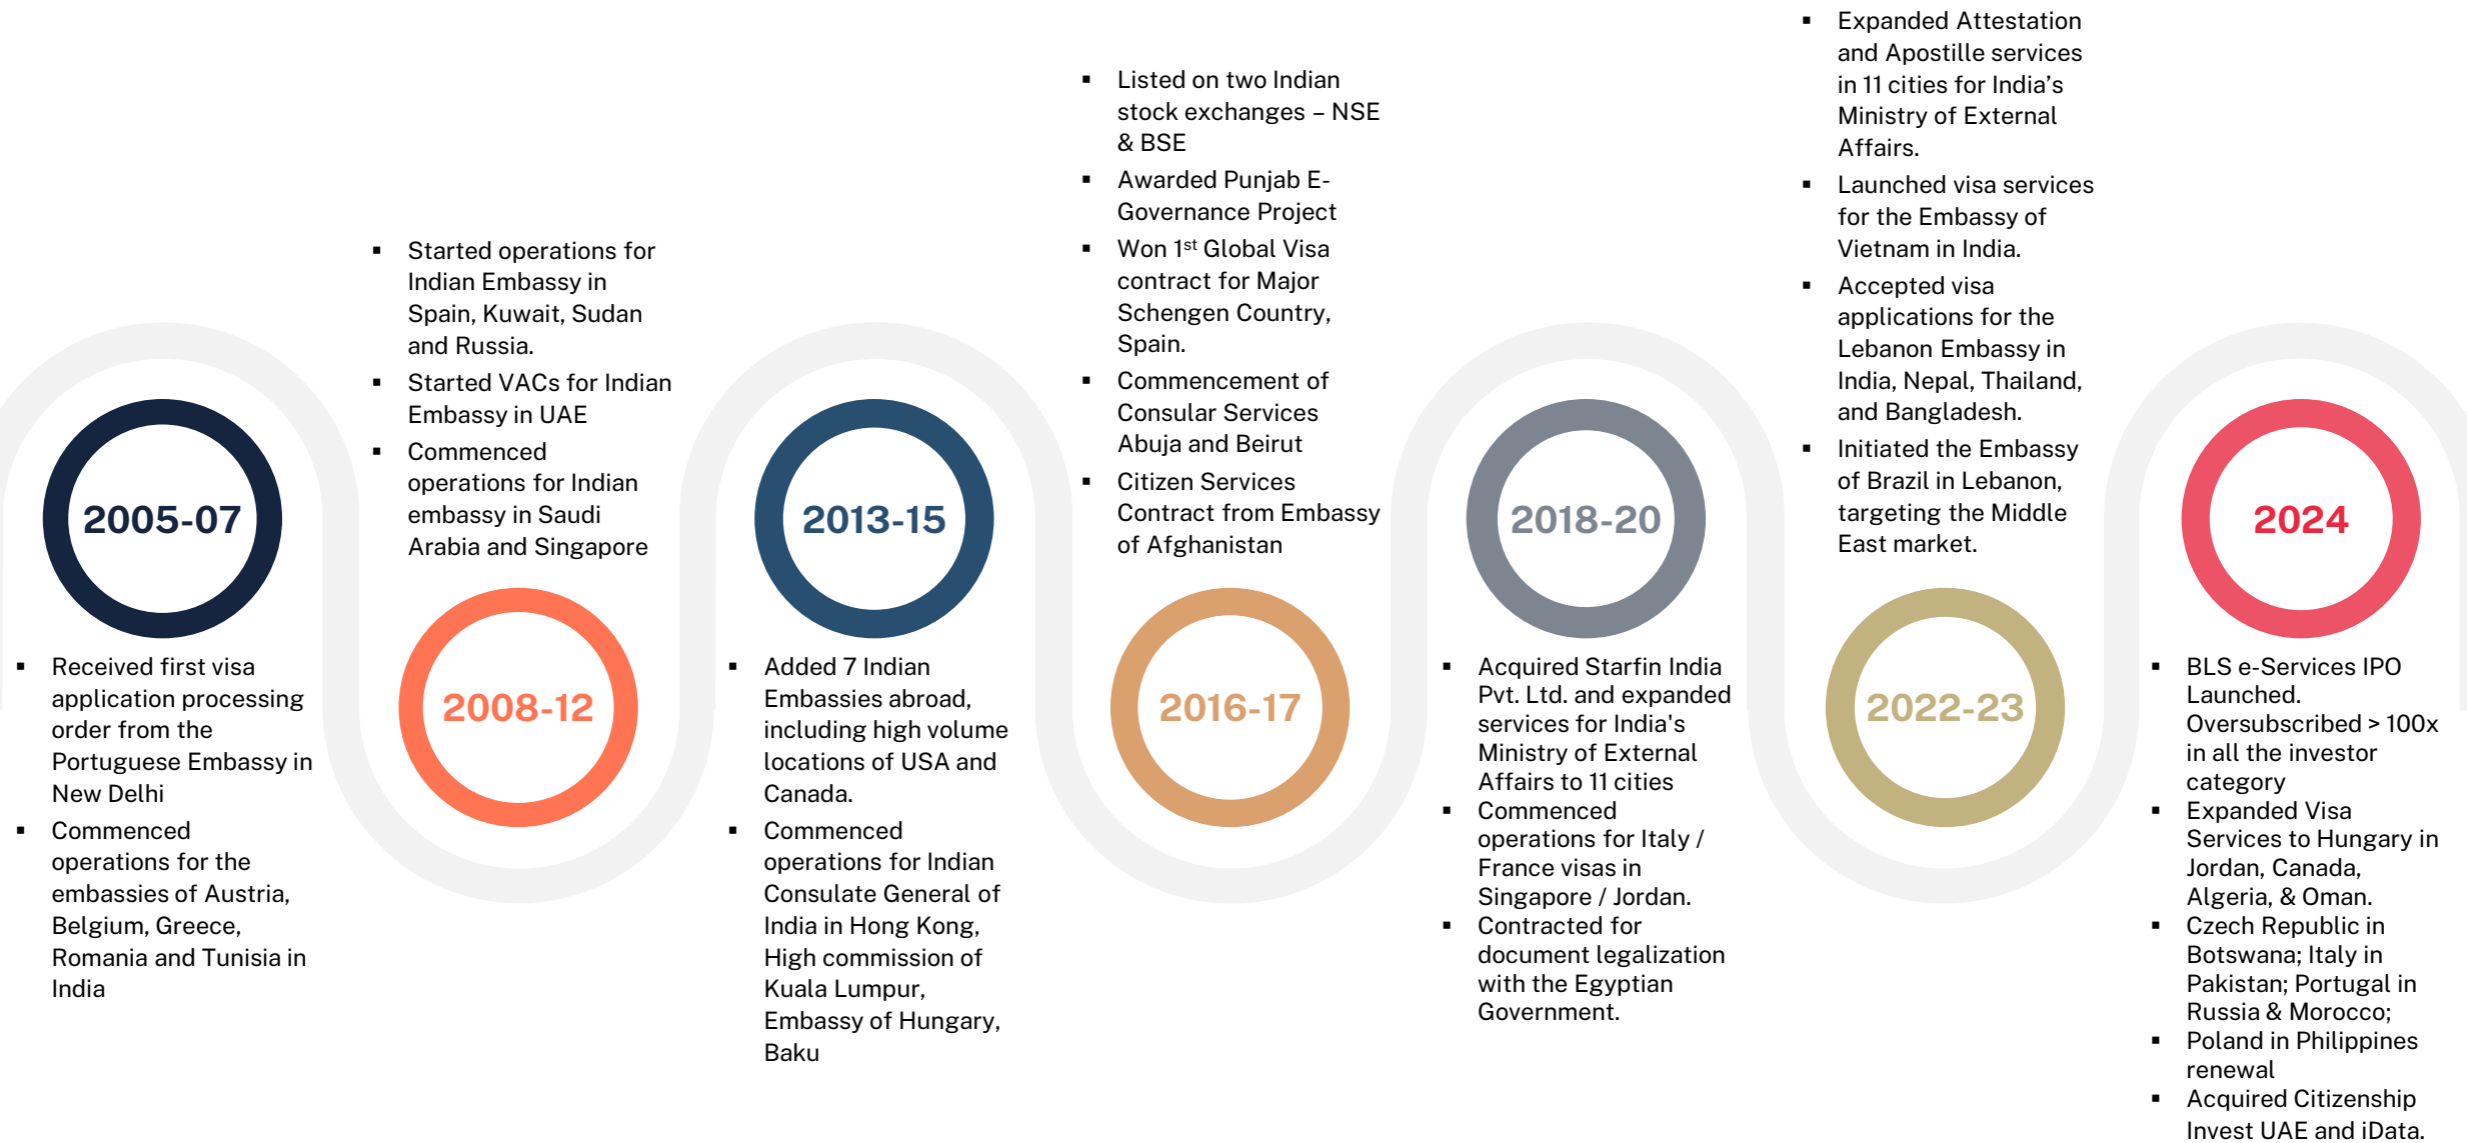 2005-07
Received first visa
application processing
order from the
Portuguese Embassy in
New Delhi
Commenced
operations for the
embassies of Austria,
Belgium, Greece,
Romania and Tunisia in
India
Started operations for
Indian Embassy in
Spain, Kuwait, Sudan
and Russia.
Started VACs for Indian
Embassy in UAE
Commenced
operations for Indian
embassy in Saudi
Arabia and Singapore
2008-12
2013-15
Added 7 Indian
Embassies abroad,
including high volume
locations of USA and
Canada.
Commenced
operations for Indian
Consulate General of
India in Hong Kong,
High commission of
Kuala Lumpur,
Embassy of Hungary,
Baku
Listed on two Indian
stock exchanges – NSE
& BSE
Awarded Punjab E-
Governance Project
Won 1st Global Visa
contract for Major
Schengen Country,
Spain.
Commencement of
Consular Services
Abuja and Beirut
Citizen Services
Contract from Embassy
of Afghanistan
2016-17
2018-20
Acquired Starfin India
Pvt. Ltd. and expanded
services for India's
Ministry of External
Affairs to 11 cities
Commenced
operations for Italy /
France visas in
Singapore / Jordan.
Contracted for
document legalization
with the Egyptian
Government.
Expanded Attestation
and Apostille services
in 11 cities for India’s
Ministry of External
Affairs.
Launched visa services
for the Embassy of
Vietnam in India.
Accepted visa
applications for the
Lebanon Embassy in
India, Nepal, Thailand,
and Bangladesh.
Initiated the Embassy
of Brazil in Lebanon,
targeting the Middle
East market.
2022-23
2024
BLS e-Services IPO
Launched.
Oversubscribed > 100x
in all the investor
category
Expanded Visa
Services to Hungary in
Jordan, Canada,
Algeria, & Oman.
Czech Republic in
Botswana; Italy in
Pakistan; Portugal in
Russia & Morocco;
Poland in Philippines
renewal
Acquired Citizenship
Invest UAE and iData.